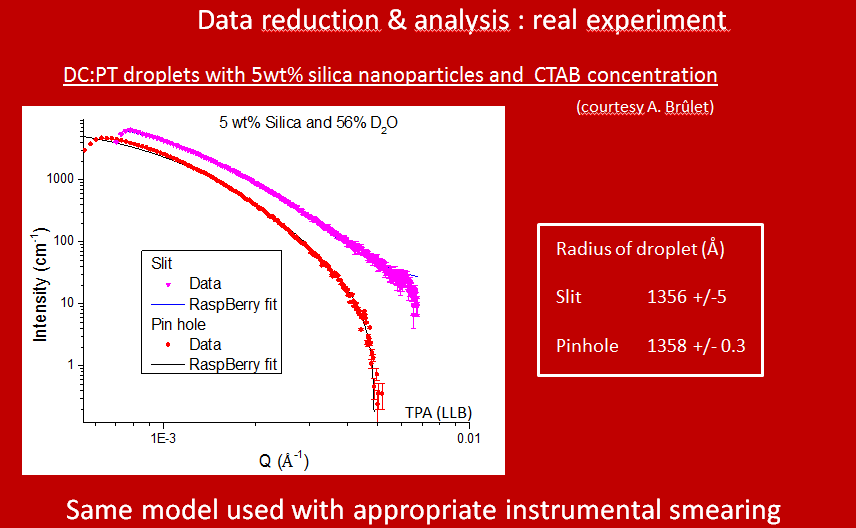 Data reduction & analysis : real experiment
DC:PT droplets with 5wt% silica nanoparticles and CTAB concentration
(courtesy A. Brûlet)
5 wt% Silica and 56% D₂O
1000
100
10
1
Intensity (cm⁻¹)
Slit
Data
RaspBerry fit
Pin hole
Data
RaspBerry fit
TPA (LLB)
1E-3
0.01
Q (Å⁻¹)
Radius of droplet (Å)
Slit 1356 +/-5
Pinhole 1358 +/- 0.3
Same model used with appropriate instrumental smearing